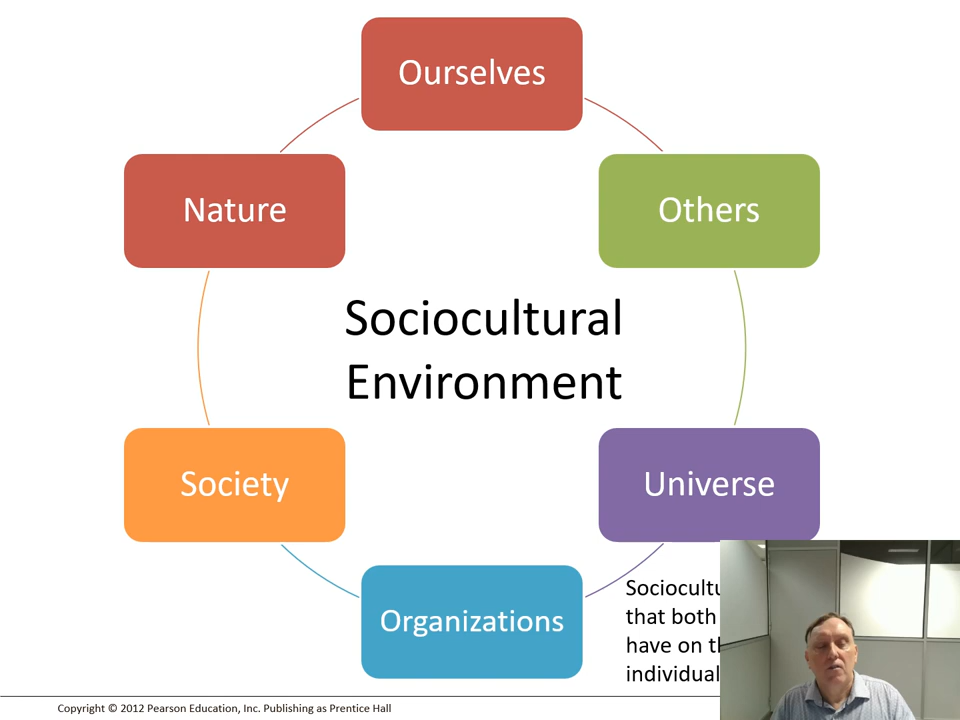 Ourselves
Nature
Others
Sociocultural
Environment
Society
Universe
Organizations
that both
have on
individual
Copyright © 2012 Pearson Education, Inc. Publishing as Prentice Hall